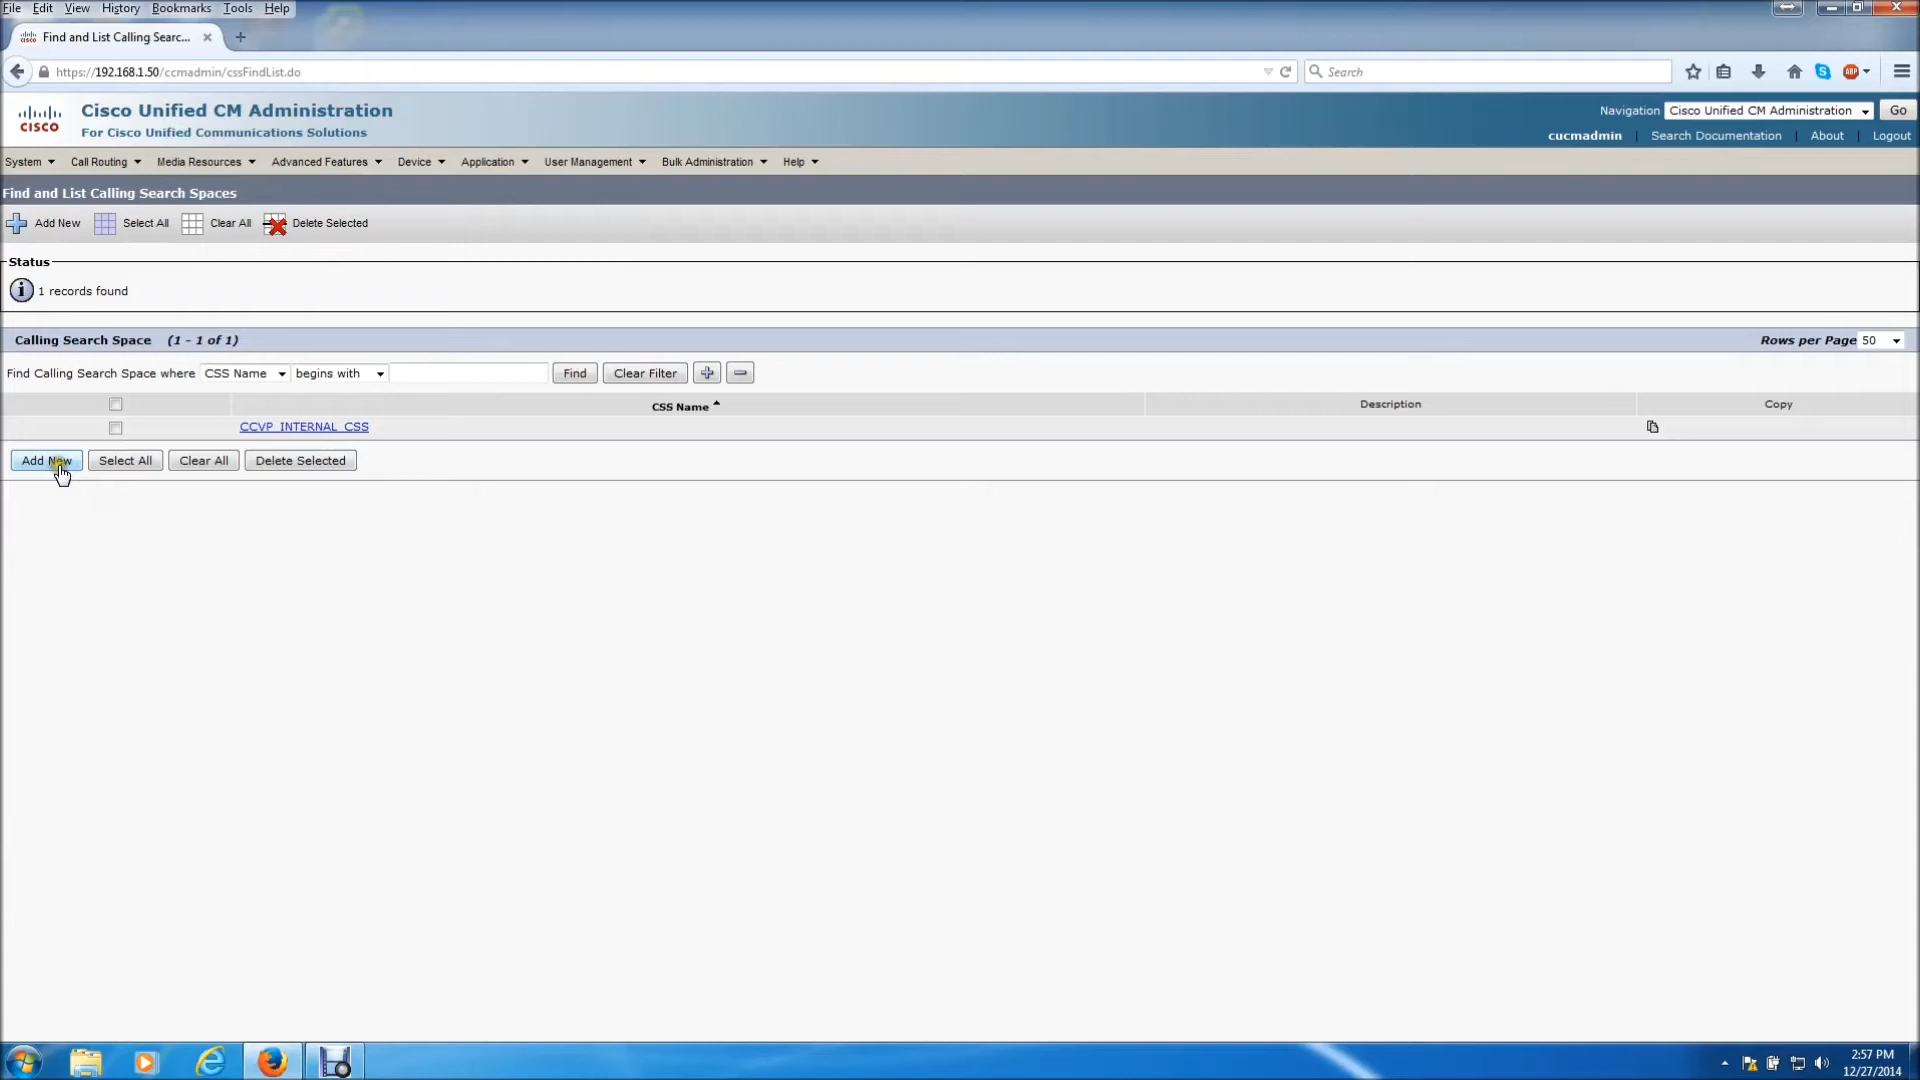 File Edit View History Bookmarks Tools Help
Find and List Calling Searc...
https://192.168.1.50/ccmadmin/cssFindList.do
Search
ABP
CISCO
Cisco Unified CM Administration
For Cisco Unified Communications Solutions
Navigation Cisco Unified CM Administration Go
cucmadmin | Search Documentation | About | Logout
System Call Routing Media Resources Advanced Features Device Application User Management Bulk Administration Help
Find and List Calling Search Spaces
Add New Select All Clear All Delete Selected
Status
1 records found
Calling Search Space (1 - 1 of 1) Rows per Page 50
Find Calling Search Space where CSS Name begins with Find Clear Filter
CSS Name Description Copy
CCVP_INTERNAL_CSS
Add New Select All Clear All Delete Selected
2:57 PM
12/27/2014